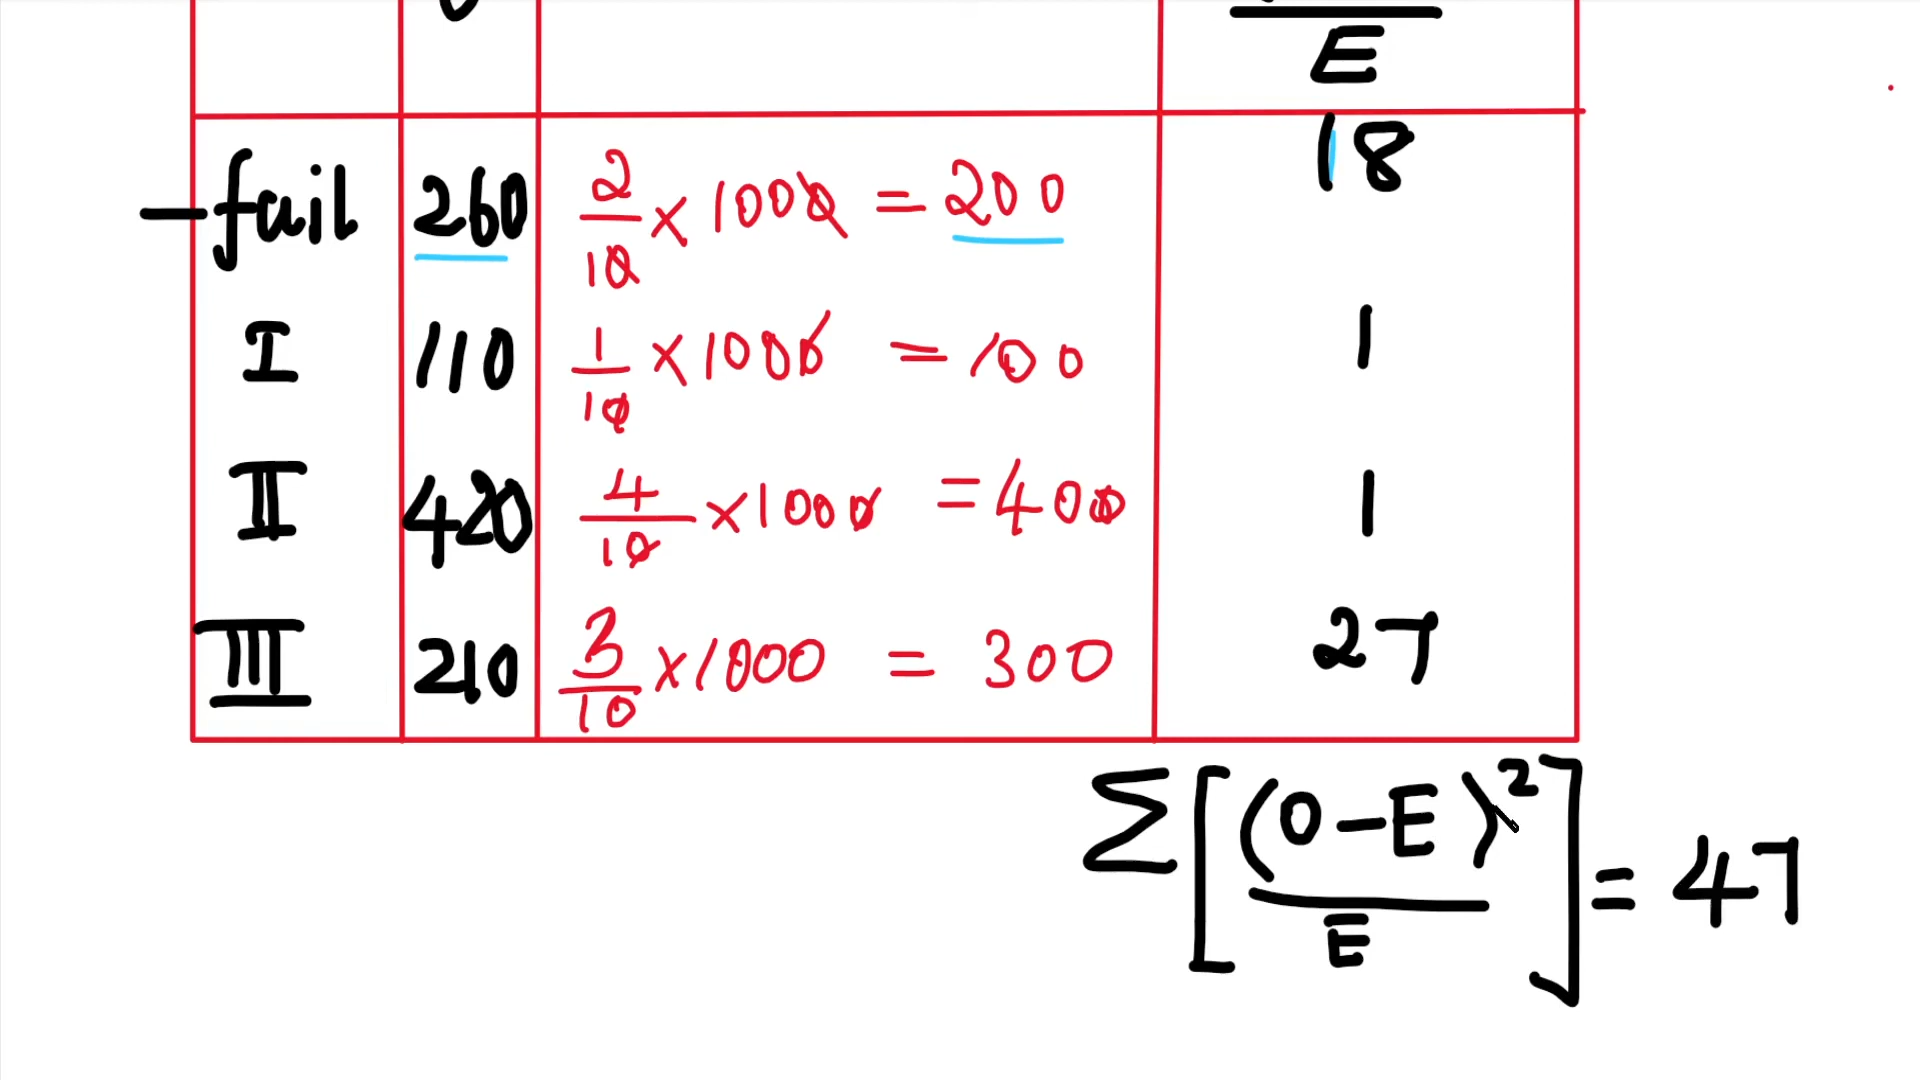 E
fail 260 2/10 × 1000 = 200 18
I 110 1/10 × 1000 = 100 1
II 420 4/10 × 1000 = 400 1
III 210 3/10 × 1000 = 300 27
Σ[(O-E)²/E] = 47